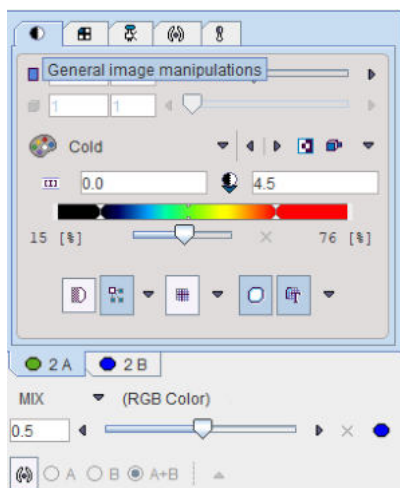 General image manipulations
1 1
Cold
0.0 4.5
15 [%] 76 [%]
2 A 2 B
MIX (RGB Color)
0.5
A B A+B